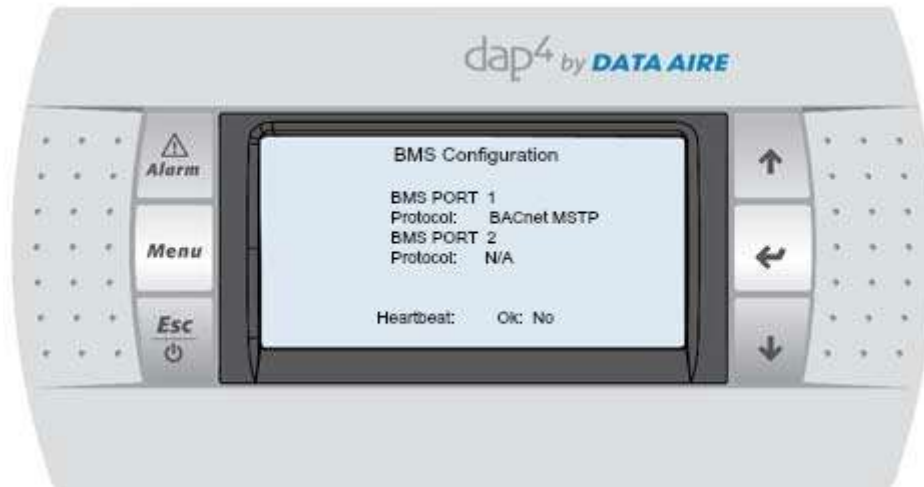 dap4 by DATA AIRE
Alarm
Menu
Esc
BMS Configuration
BMS PORT 1
Protocol: BACnet MSTP
BMS PORT 2
Protocol: N/A
Heartbeat: Ok: No